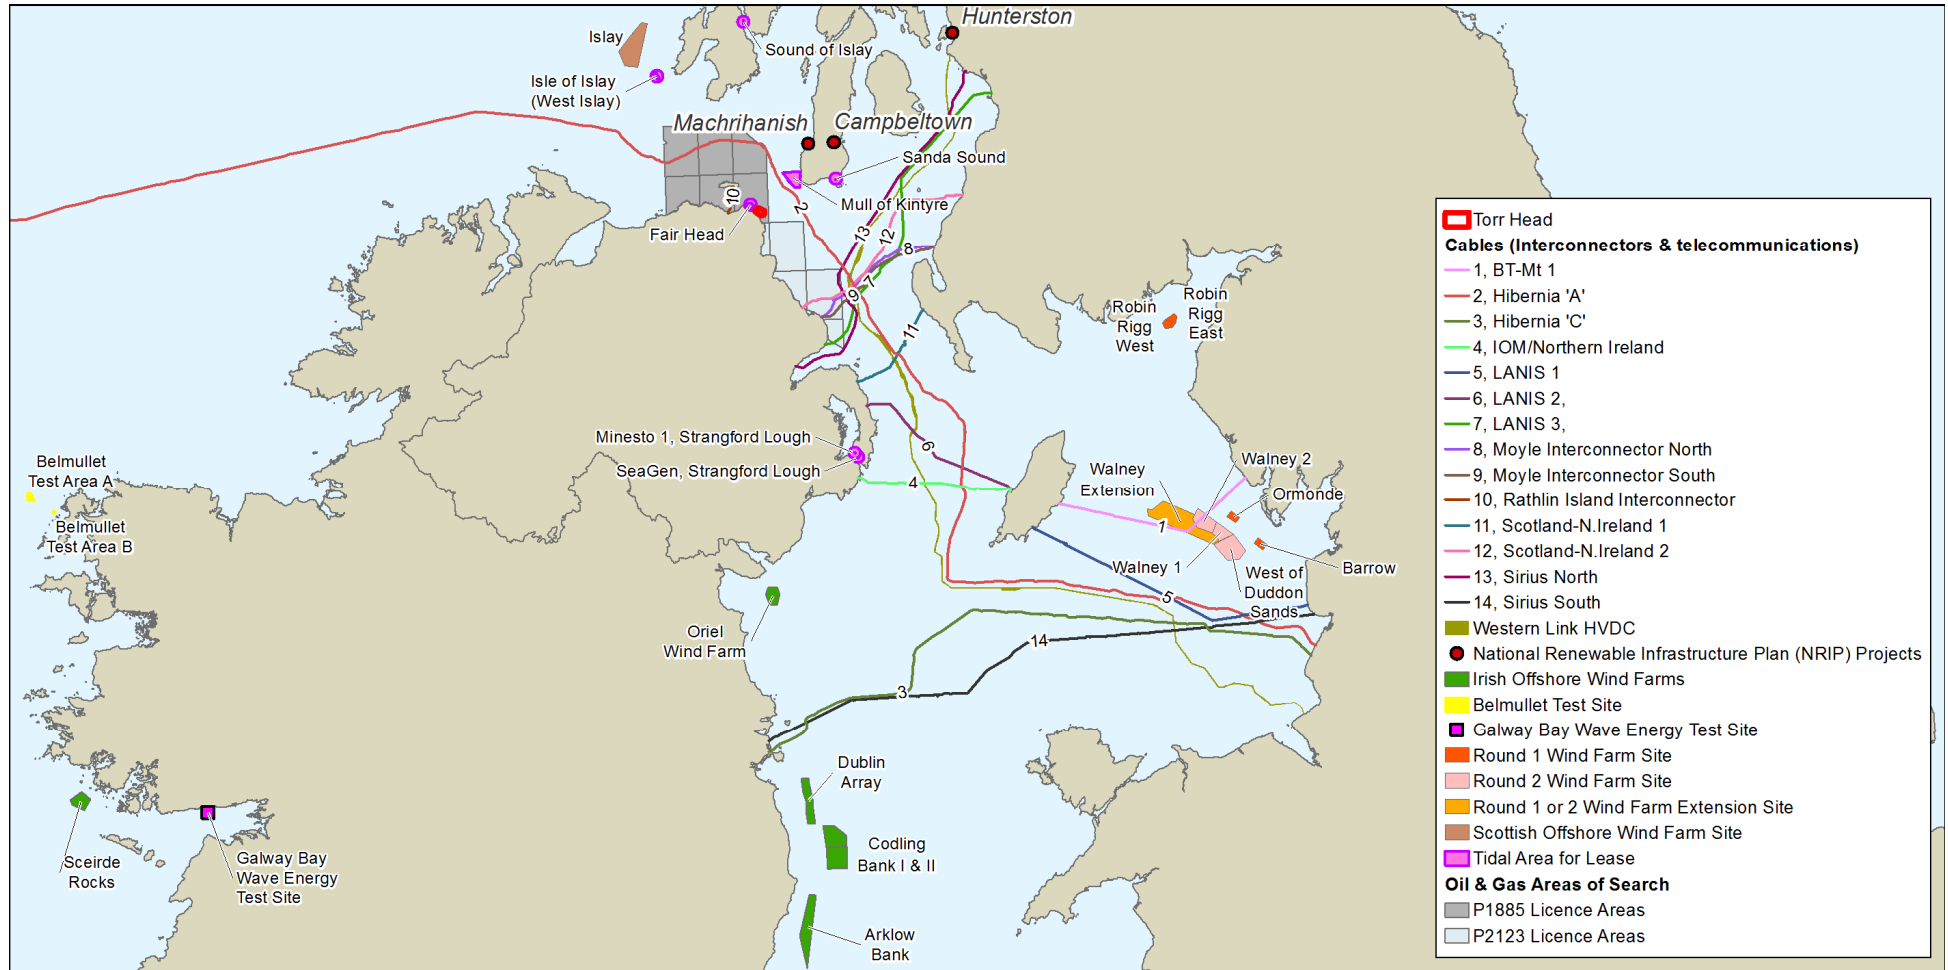 Hunterston
Islay
Sound of Islay
Isle of Islay
(West Islay)
Machrihanish
Campbeltown
Sanda Sound
10
2
Mull of Kintyre
Fair Head
13
12
8
7
9
11
Robin
Rigg
West
Robin
Rigg
East
Minesto 1, Strangford Lough
SeaGen, Strangford Lough
6
4
Belmullet
Test Area A
Belmullet
Test Area B
Walney
Extension
Walney 2
Ormonde
1
Walney 1
Barrow
West of
Duddon
Sands
5
Oriel
Wind Farm
14
3
Dublin
Array
Codling
Bank I & II
Arklow
Bank
Sceirde
Rocks
Galway Bay
Wave Energy
Test Site
Torr Head
Cables (Interconnectors & telecommunications)
1, BT-Mt 1
2, Hibernia 'A'
3, Hibernia 'C'
4, IOM/Northern Ireland
5, LANIS 1
6, LANIS 2,
7, LANIS 3,
8, Moyle Interconnector North
9, Moyle Interconnector South
10, Rathlin Island Interconnector
11, Scotland-N.Ireland 1
12, Scotland-N.Ireland 2
13, Sirius North
14, Sirius South
Western Link HVDC
National Renewable Infrastructure Plan (NRIP) Projects
Irish Offshore Wind Farms
Belmullet Test Site
Galway Bay Wave Energy Test Site
Round 1 Wind Farm Site
Round 2 Wind Farm Site
Round 1 or 2 Wind Farm Extension Site
Scottish Offshore Wind Farm Site
Tidal Area for Lease
Oil & Gas Areas of Search
P1885 Licence Areas
P2123 Licence Areas